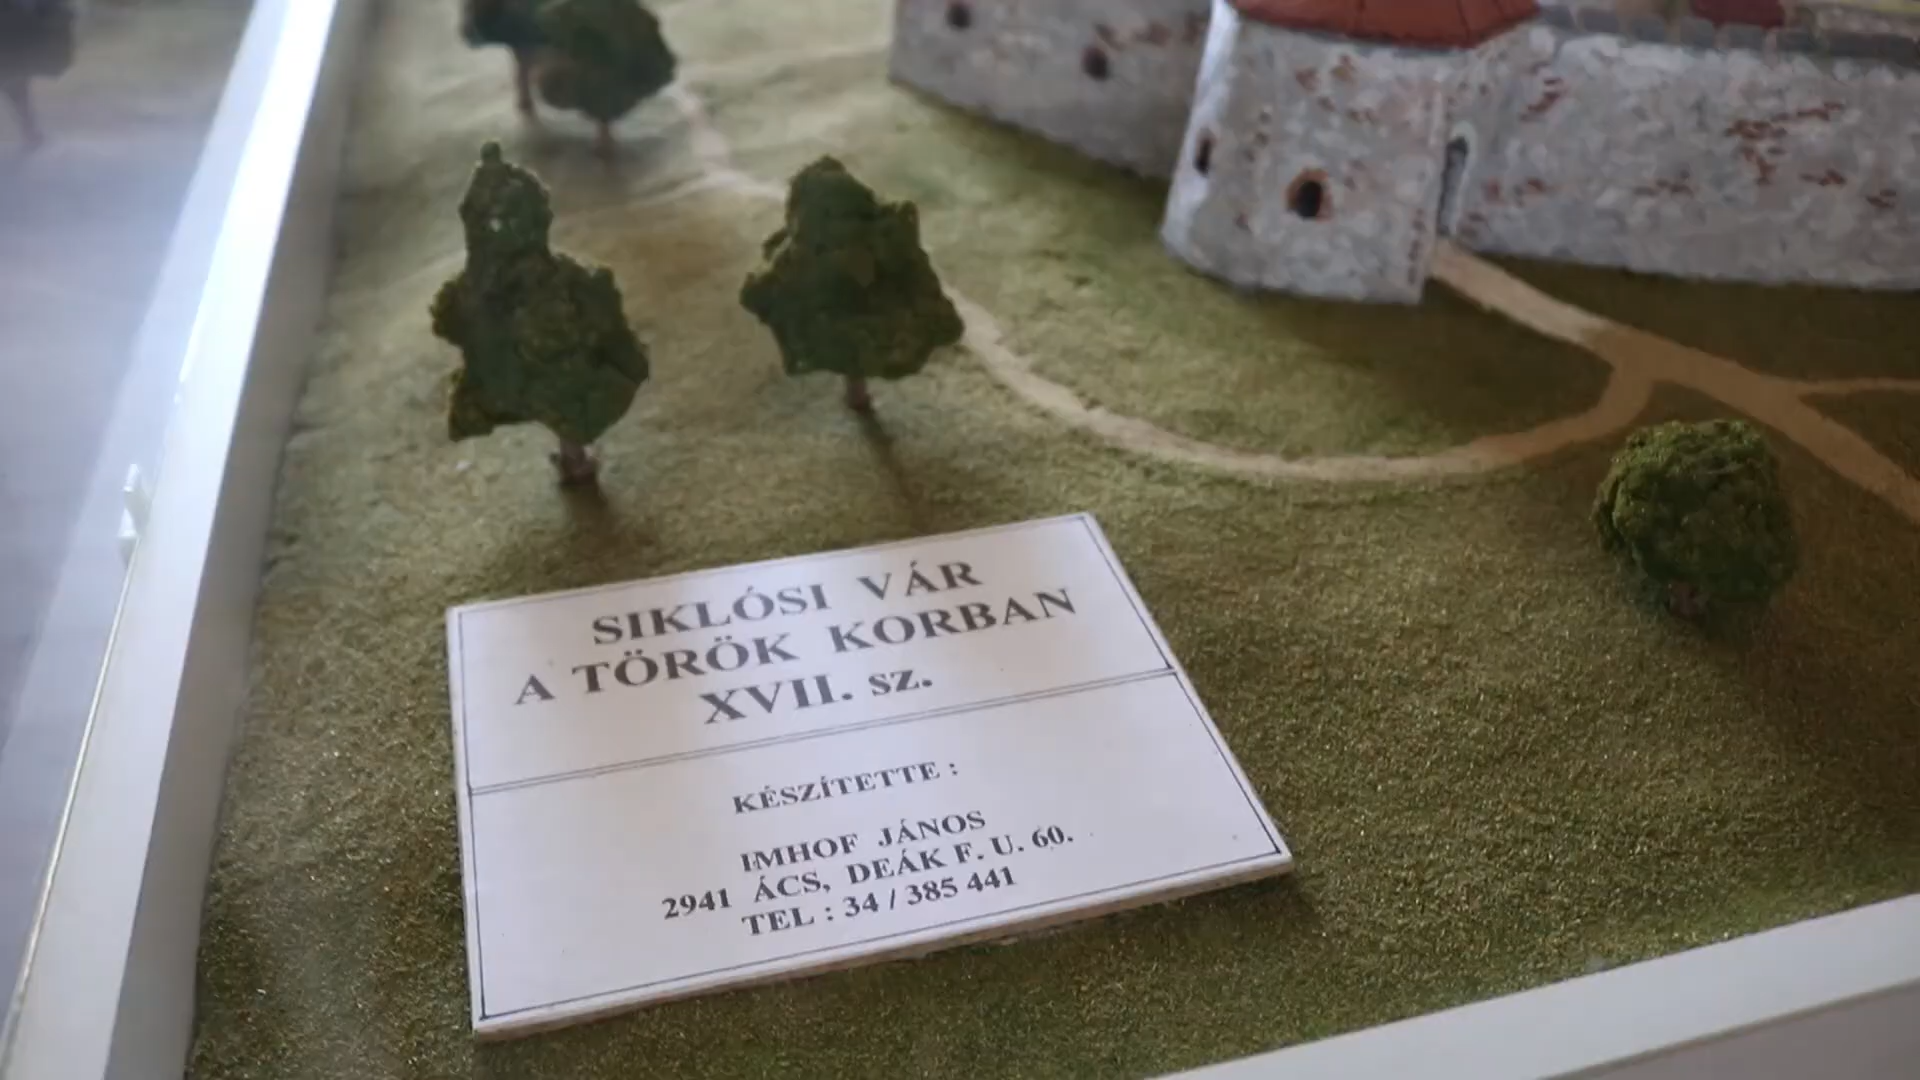 SIKLÓSI VÁR
A TÖRÖK KORBAN
XVII. SZ.
KÉSZÍTETTE :
IMHOF JÁNOS
2941 ÁCS, DEÁK F. U. 60.
TEL : 34 / 385 441